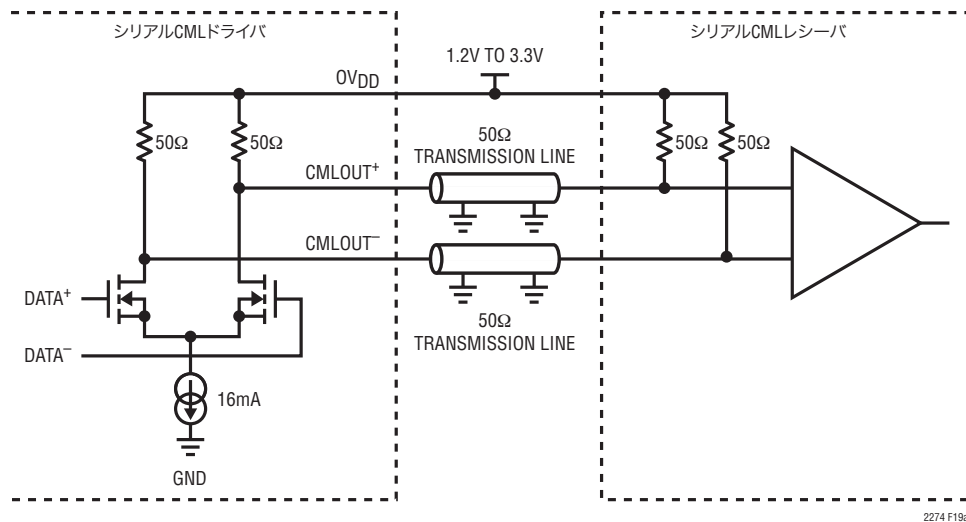 シリアルCMLドライバ
シリアルCMLレシーバ
1.2V TO 3.3V
OVDD
50Ω
50Ω
50Ω
TRANSMISSION LINE
50Ω
50Ω
CMLOUT+
CMLOUT−
DATA+
DATA−
50Ω
TRANSMISSION LINE
16mA
GND
2274 F19a